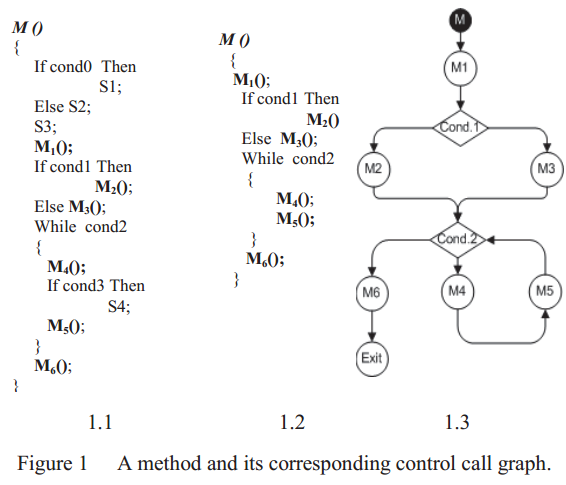 M ()
{
If cond0 Then
S1;
Else S2;
S3;
M₁();
If cond1 Then
M₂();
Else M₃();
While cond2
{
M₄();
If cond3 Then
S4;
M₅();
}
M₆();
}
1.1
M ()
{
M₁();
If cond1 Then
M₂()
Else M₃();
While cond2
{
M₄();
M₅();
}
M₆();
}
1.2
M
M1
Cond.1
M2
M3
Cond.2
M6
M4
M5
Exit
1.3
Figure 1 A method and its corresponding control call graph.